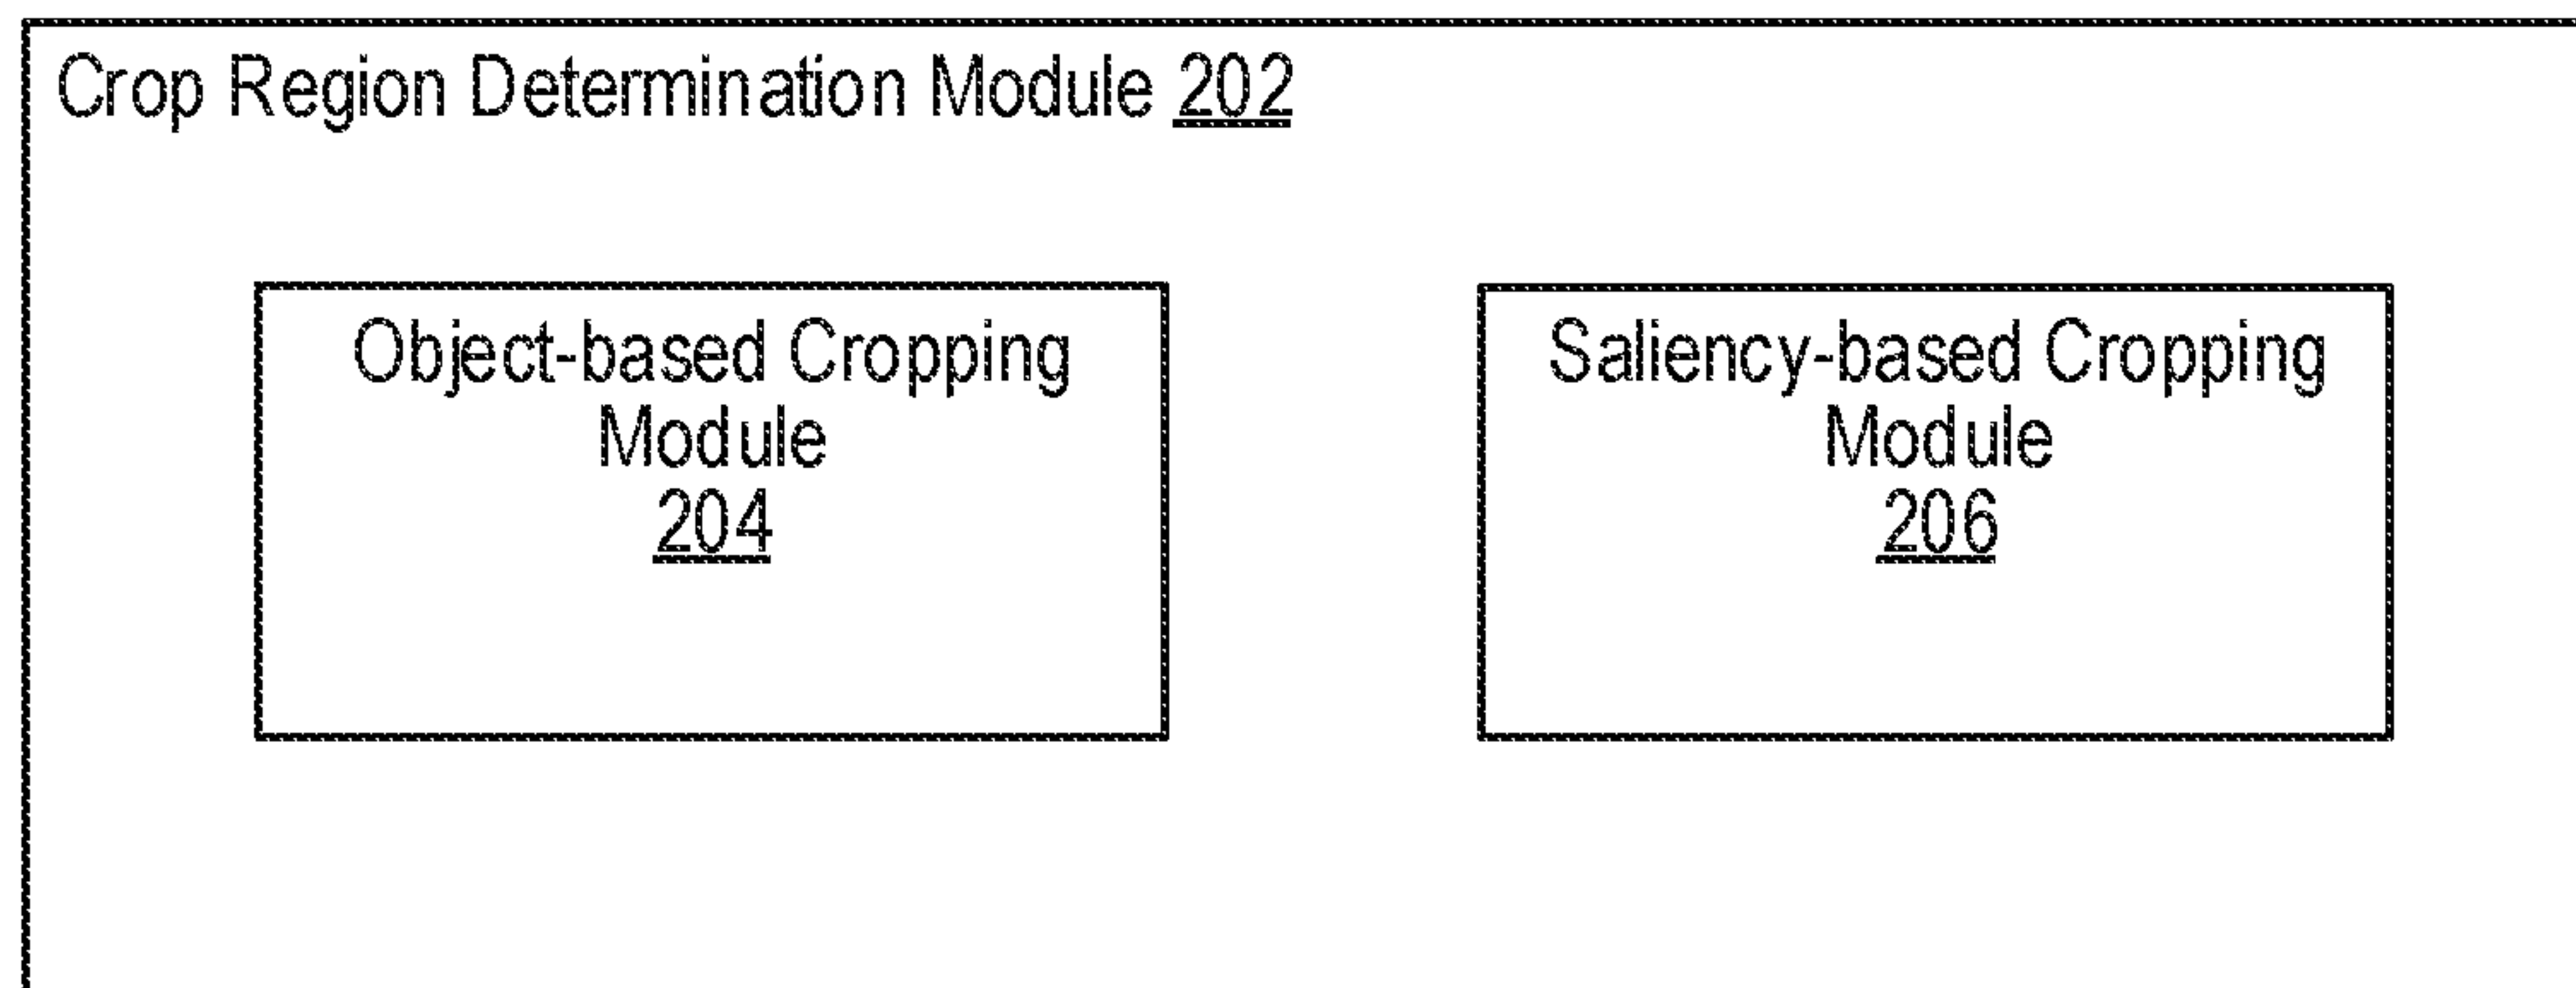 Crop Region Determination Module 202
Object-based Cropping
Module
204
Saliency-based Cropping
Module
206